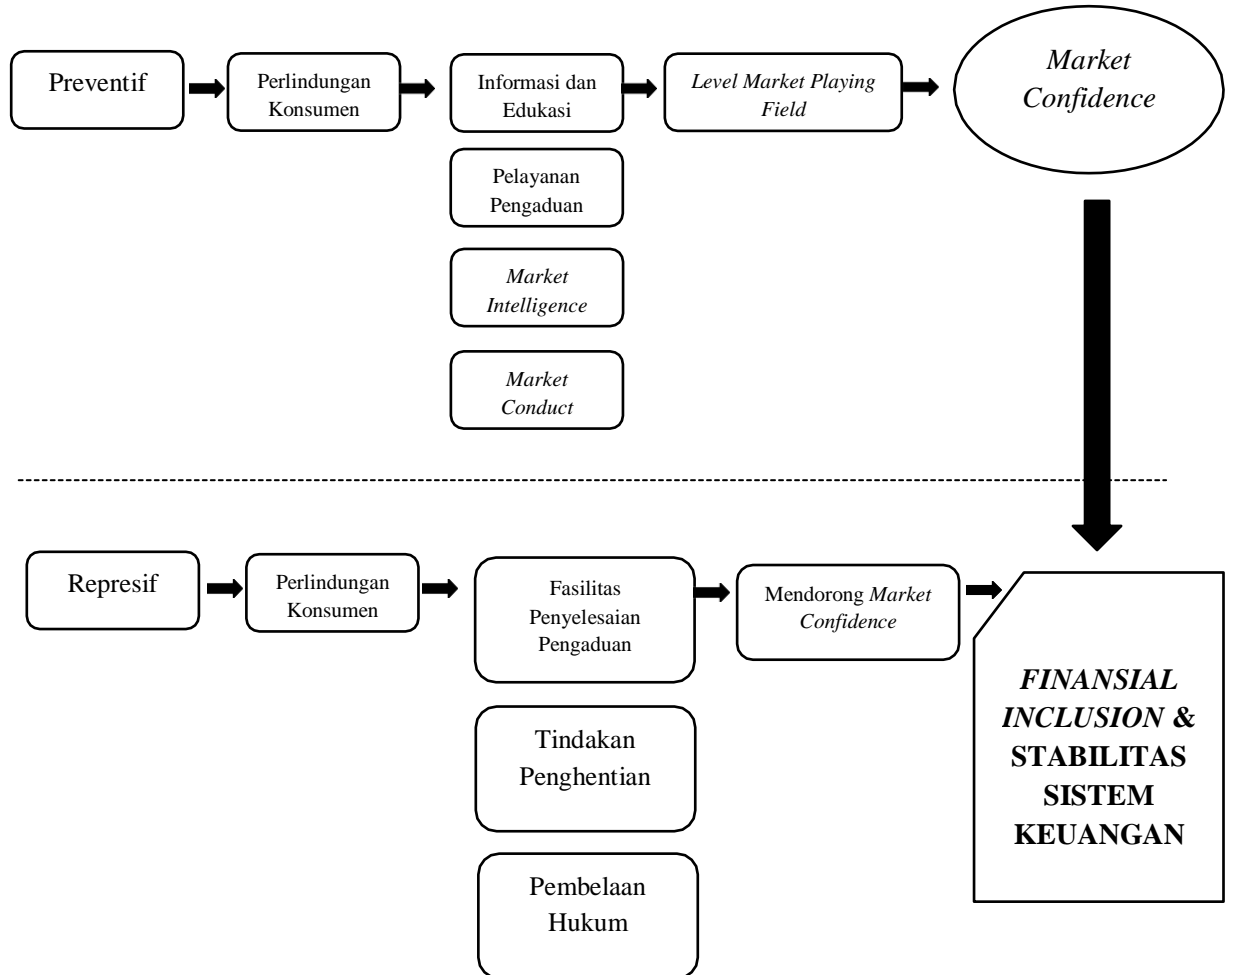 Preventif
Perlindungan
Konsumen
Informasi dan
Edukasi
Level Market Playing
Field
Market
Confidence
Pelayanan
Pengaduan
Market
Intelligence
Market
Conduct
Represif
Perlindungan
Konsumen
Fasilitas
Penyelesaian
Pengaduan
Mendorong Market
Confidence
FINANSIAL
INCLUSION &
STABILITAS
SISTEM
KEUANGAN
Tindakan
Penghentian
Pembelaan
Hukum